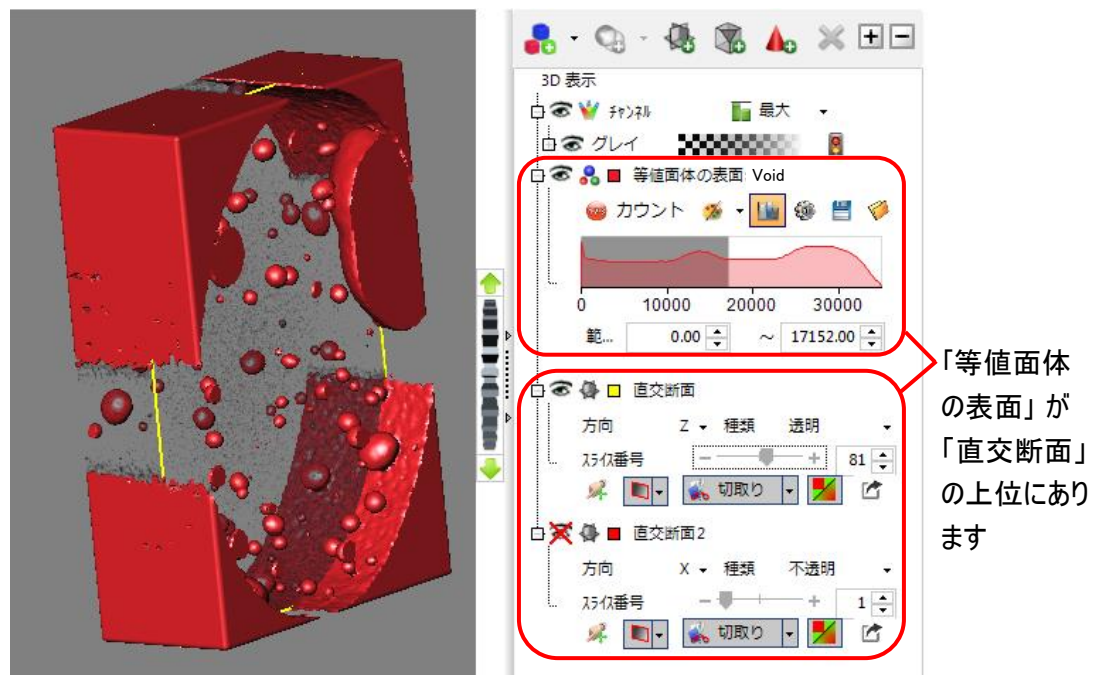 3D 表示
チャンネル 最大
グレイ
等値面体の表面: Void
カウント
0 10000 20000 30000
範... 0.00 ～ 17152.00
直交断面
方向 Z 種類 透明
スライス番号 81
切取り
直交断面2
方向 X 種類 不透明
スライス番号 1
切取り
「等値面体
の表面」が
「直交断面」
の上位にあり
ます